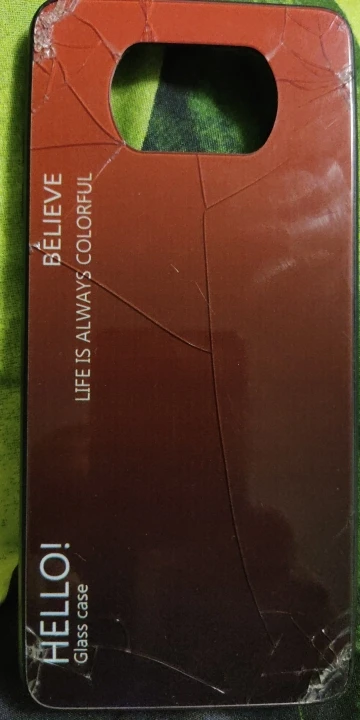 HELLO!
Glass case
BELIEVE
LIFE IS ALWAYS COLORFUL